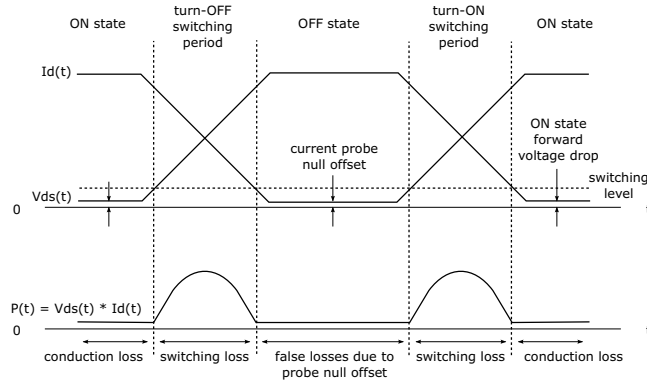 ON state
turn-OFF
switching
period
OFF state
turn-ON
switching
period
ON state
Id(t)
current probe
null offset
ON state
forward
voltage drop
switching
level
Vds(t)
0
t
P(t) = Vds(t) * Id(t)
0
t
conduction loss
switching loss
false losses due to
probe null offset
switching loss
conduction loss